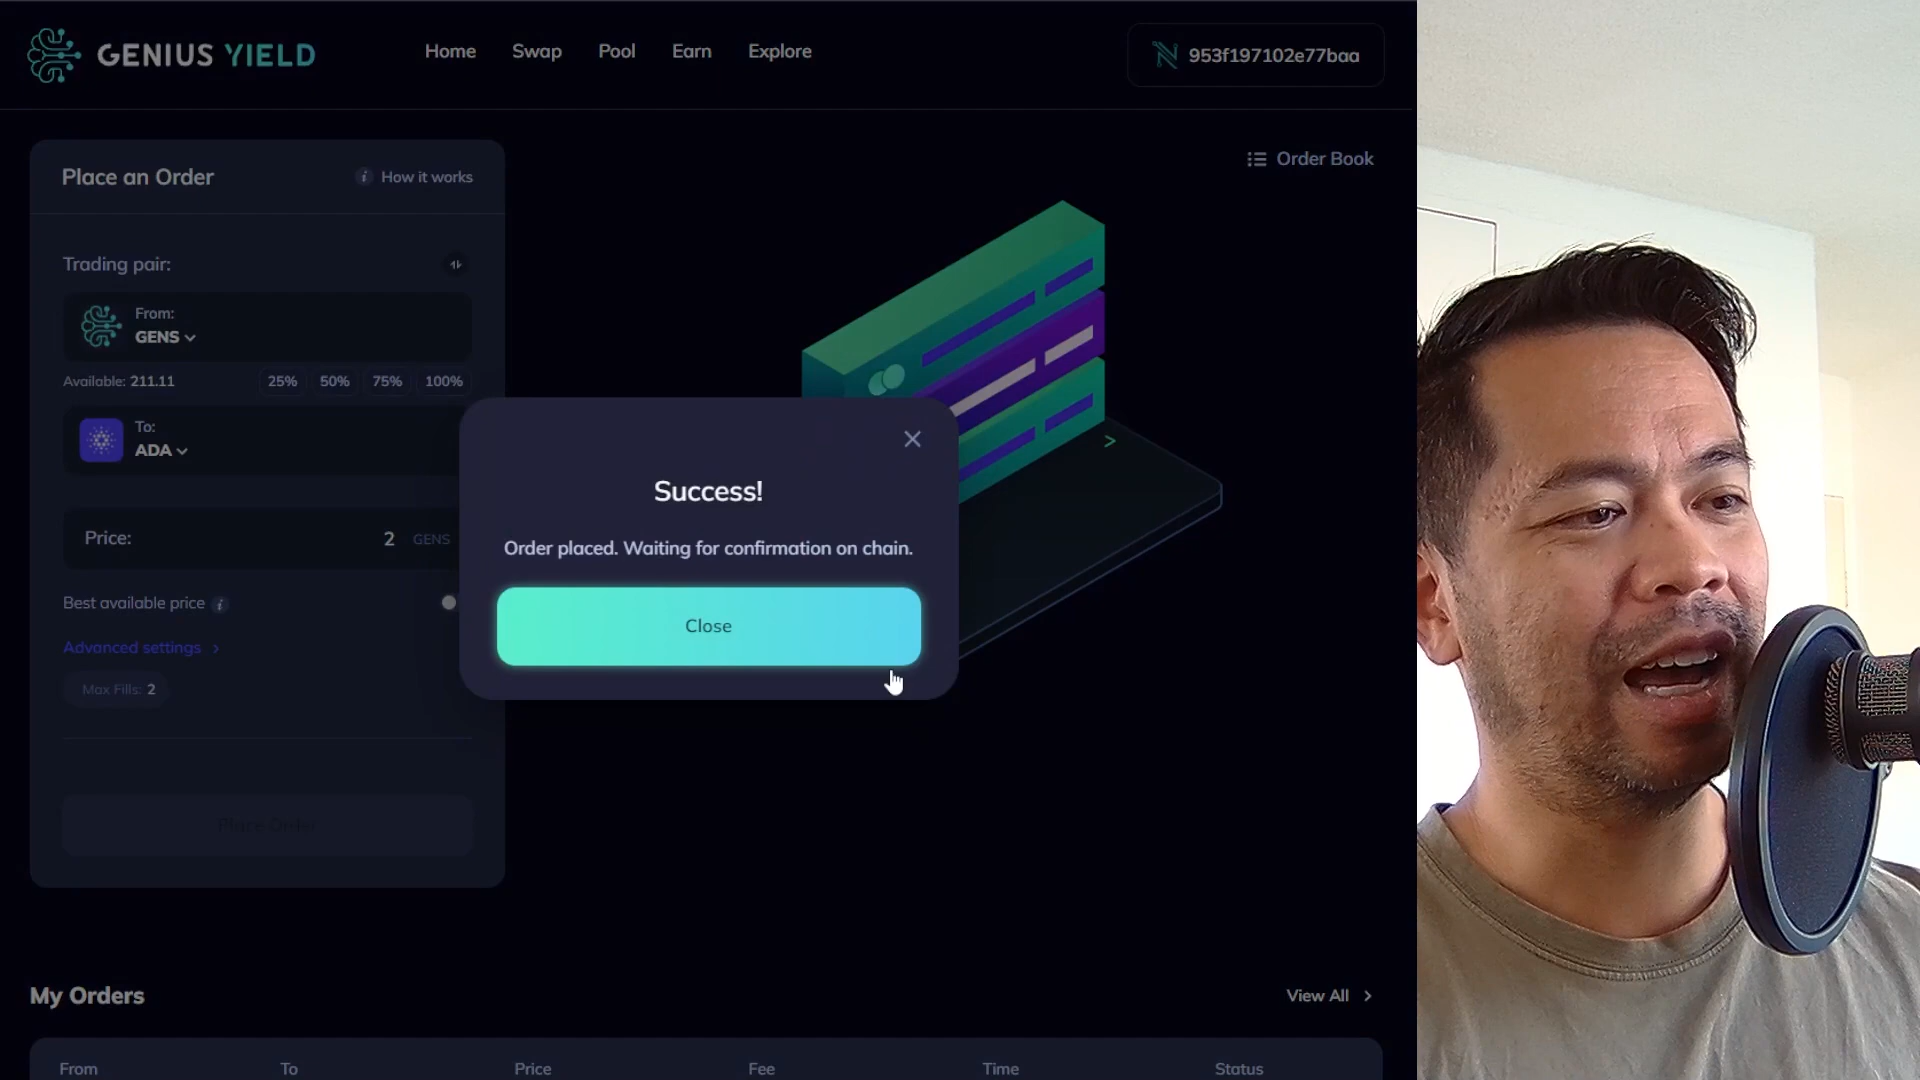 GENIUS YIELD
Home
Swap
Pool
Earn
Explore
953f197102e77baa
Place an Order
How it works
Order Book
Trading pair:
From:
GENS
Available: 211.11
25%
50%
75%
100%
To:
ADA
Price:
2
GENS
Best available price
Advanced settings
Max Fills: 2
Place Order
Success!
Order placed. Waiting for confirmation on chain.
Close
My Orders
View All
From
To
Price
Fee
Time
Status